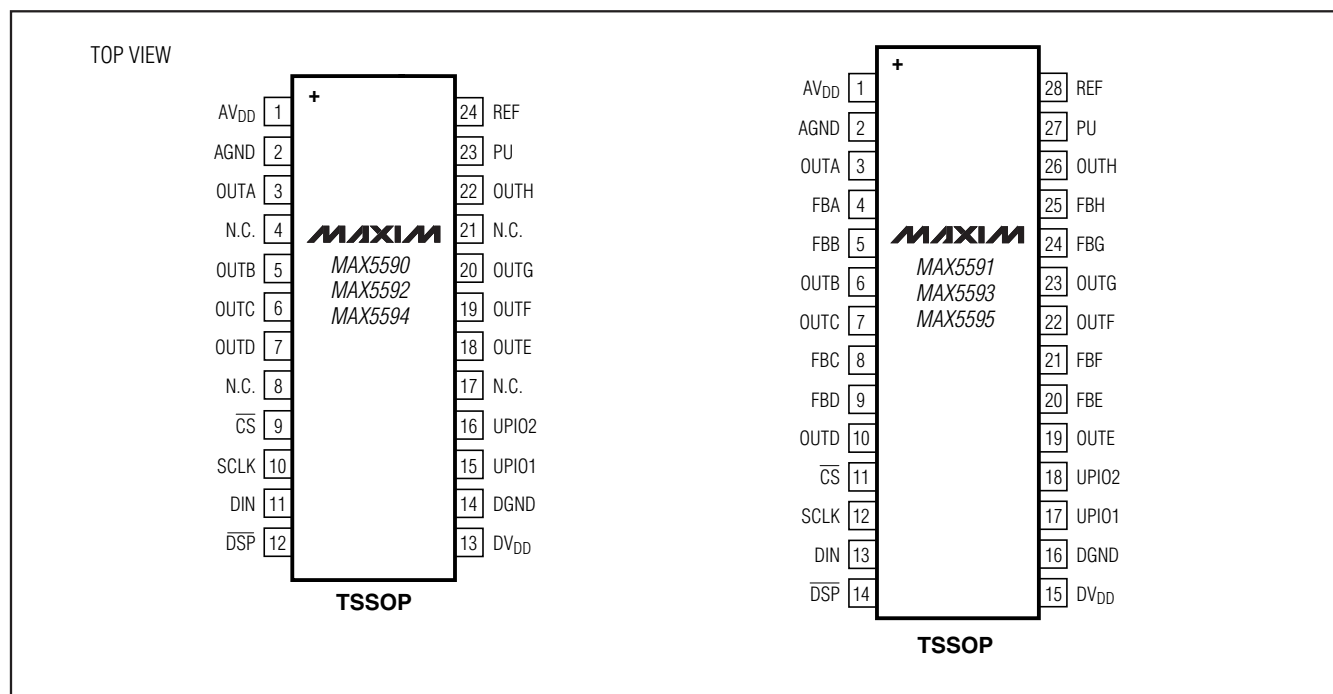 TOP VIEW
+
AVDD 1
AGND 2
OUTA 3
N.C. 4
OUTB 5
OUTC 6
OUTD 7
N.C. 8
CS 9
SCLK 10
DIN 11
DSP 12
24 REF
23 PU
22 OUTH
21 N.C.
20 OUTG
19 OUTF
18 OUTE
17 N.C.
16 UPIO2
15 UPIO1
14 DGND
13 DVDD
MAXIM
MAX5590
MAX5592
MAX5594
TSSOP
+
AVDD 1
AGND 2
OUTA 3
FBA 4
FBB 5
OUTB 6
OUTC 7
FBC 8
FBD 9
OUTD 10
CS 11
SCLK 12
DIN 13
DSP 14
28 REF
27 PU
26 OUTH
25 FBH
24 FBG
23 OUTG
22 OUTF
21 FBF
20 FBE
19 OUTE
18 UPIO2
17 UPIO1
16 DGND
15 DVDD
MAXIM
MAX5591
MAX5593
MAX5595
TSSOP